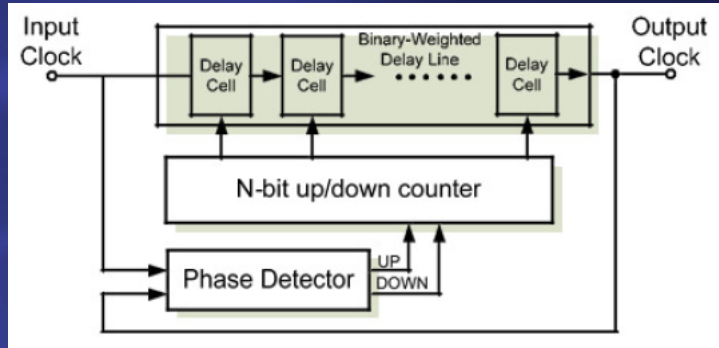 Input
Clock
Output
Clock
Binary-Weighted
Delay Line
Delay
Cell
Delay
Cell
Delay
Cell
N-bit up/down counter
Phase Detector
UP
DOWN